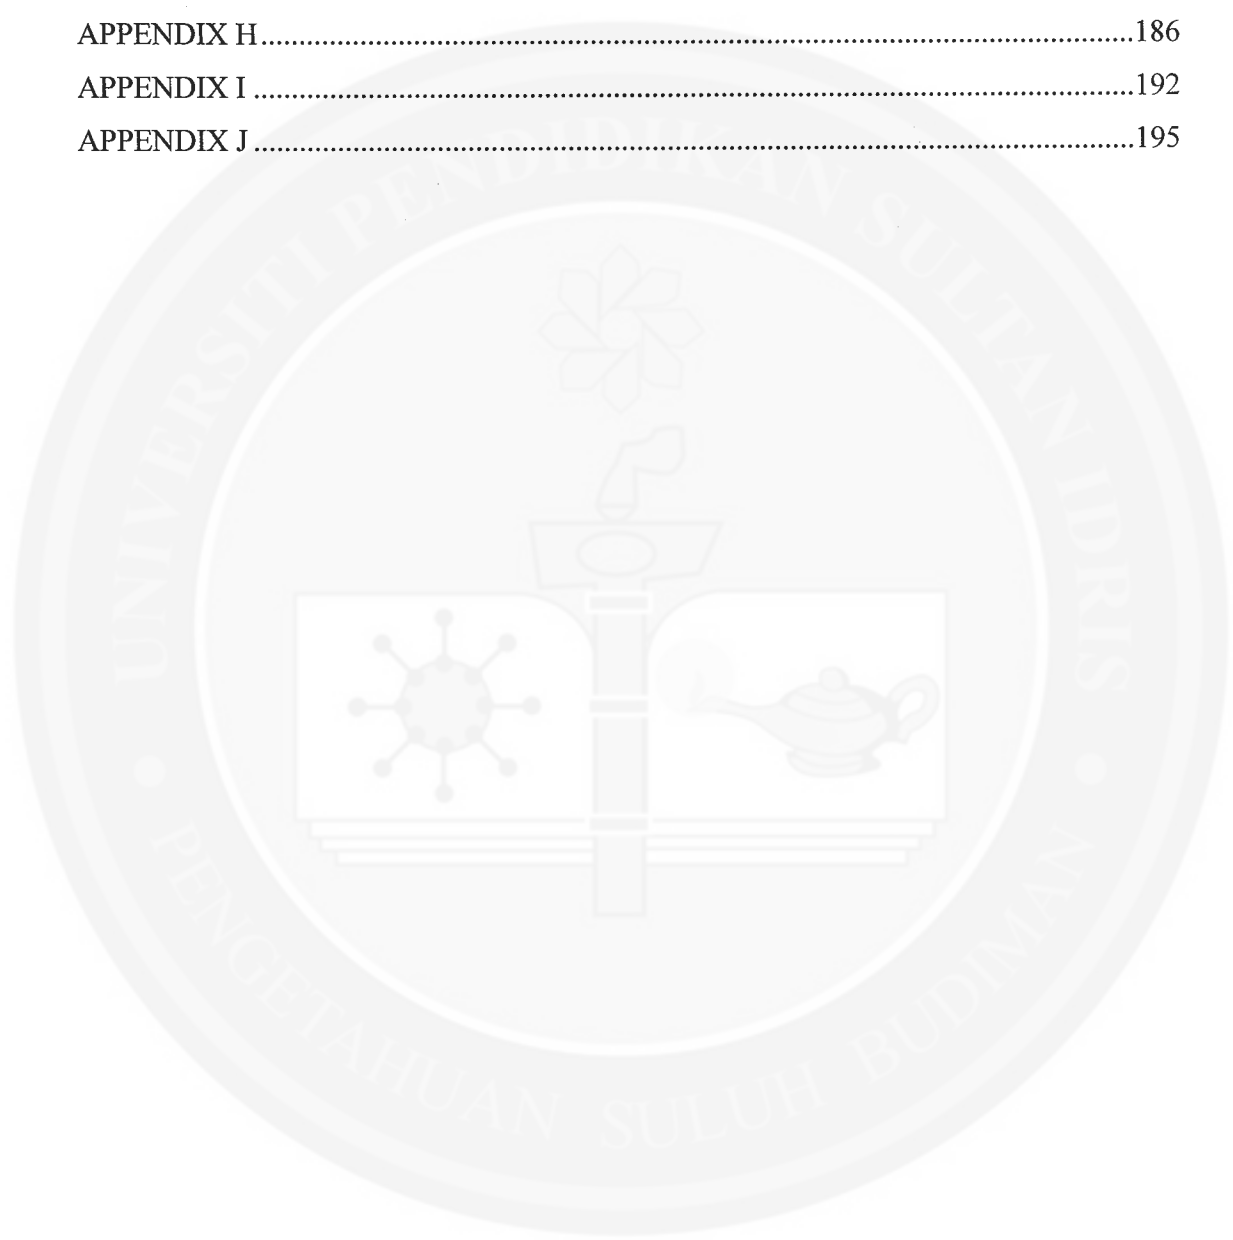 APPENDIX H..........186
APPENDIX I..........192
APPENDIX J..........195
UNIVERSITI PENDIDIKAN SULTAN IDRIS
PENGETAHUAN SULUH BUDIMAN